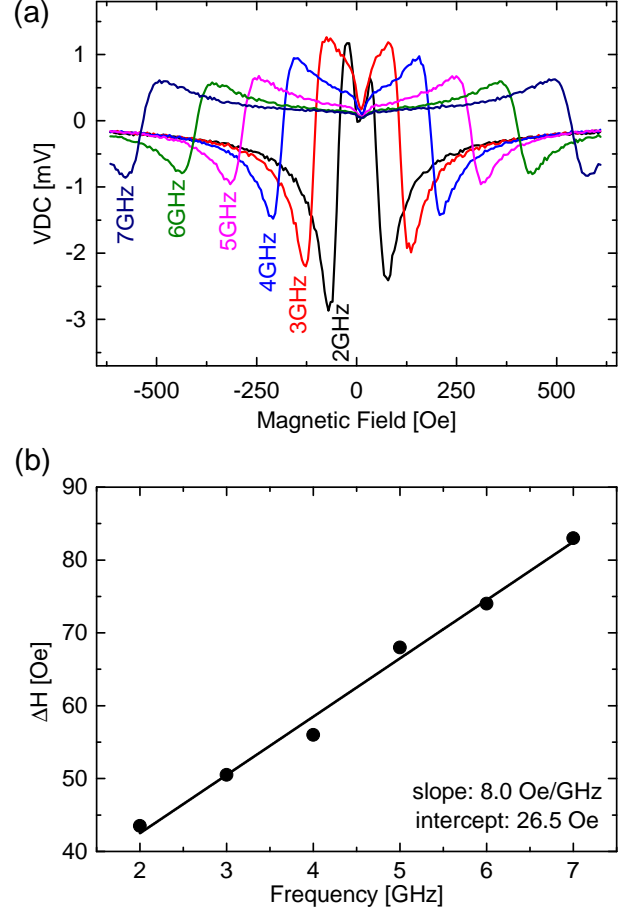 (a)
1
0
-1
-2
-3
VDC [mV]
7GHz
6GHz
5GHz
4GHz
3GHz
2GHz
-500
-250
0
250
500
Magnetic Field [Oe]
(b)
90
80
70
60
50
40
ΔH [Oe]
slope: 8.0 Oe/GHz
intercept: 26.5 Oe
2
3
4
5
6
7
Frequency [GHz]